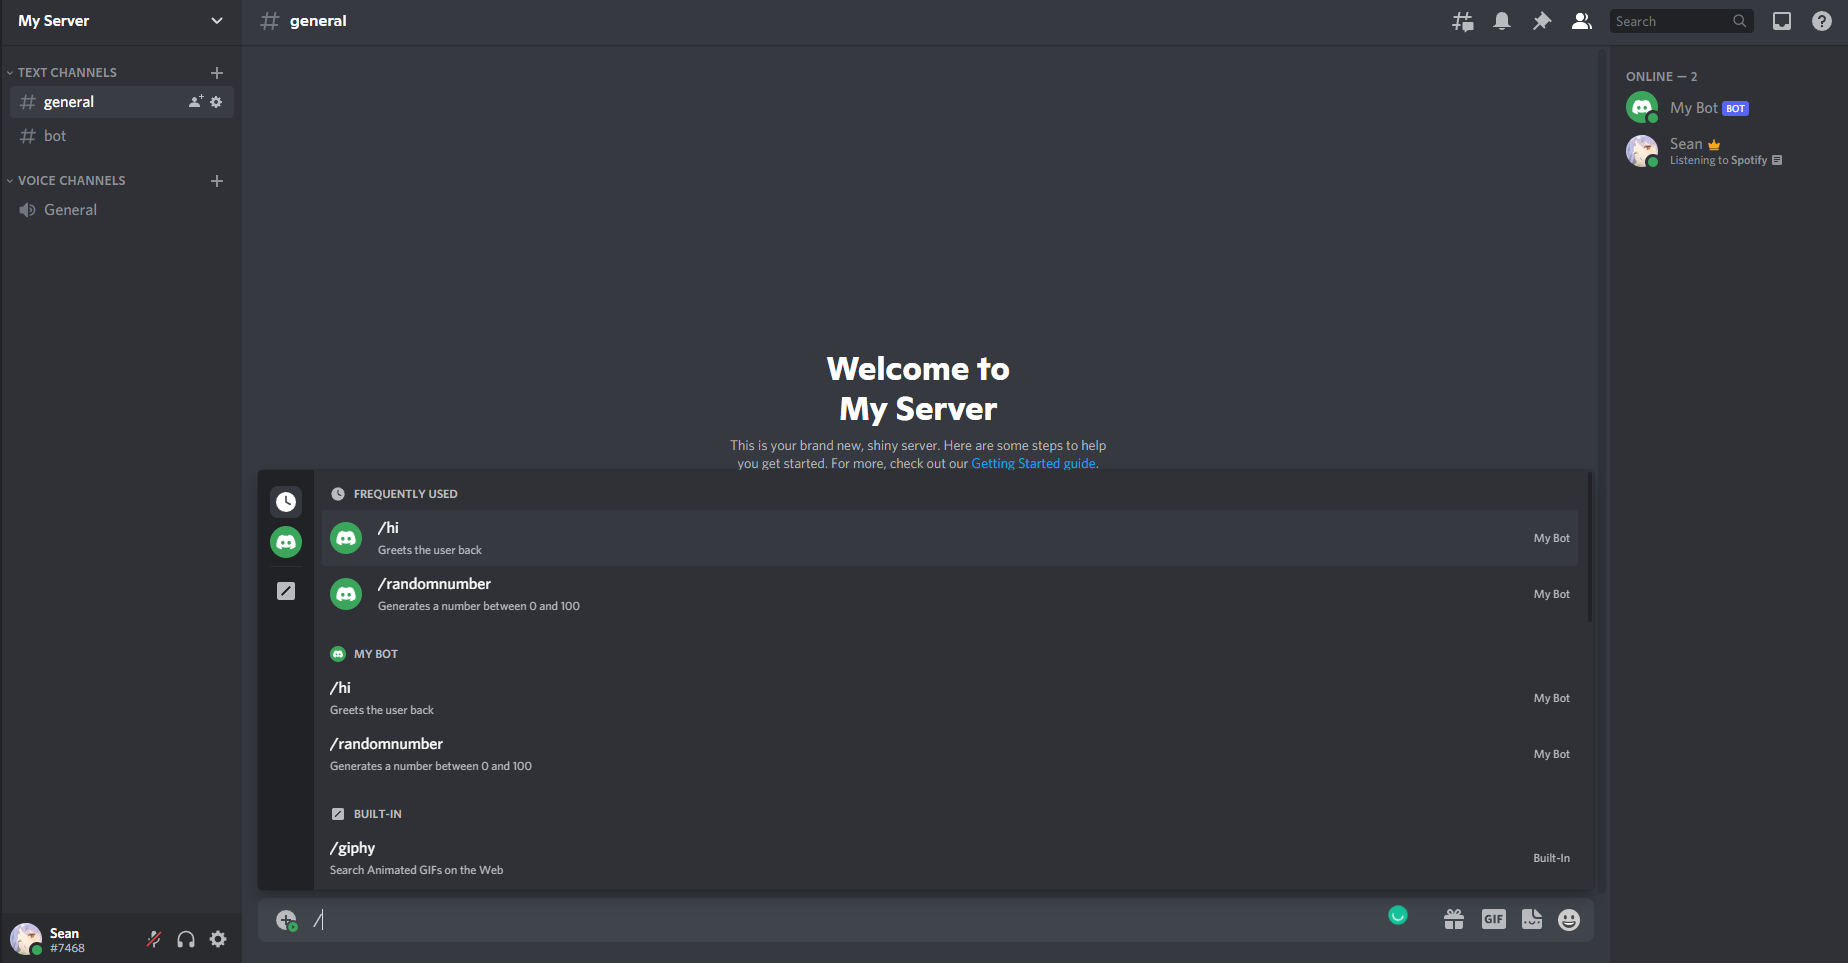 My Server
TEXT CHANNELS
general
bot
VOICE CHANNELS
General
Sean
#7468
general
Search
Welcome to
My Server
This is your brand new, shiny server. Here are some steps to help
you get started. For more, check out our Getting Started guide.
FREQUENTLY USED
/hi
Greets the user back
My Bot
/randomnumber
Generates a number between 0 and 100
My Bot
MY BOT
/hi
Greets the user back
My Bot
/randomnumber
Generates a number between 0 and 100
My Bot
BUILT-IN
/giphy
Search Animated GIFs on the Web
Built-In
/
GIF
ONLINE — 2
My Bot BOT
Sean
Listening to Spotify